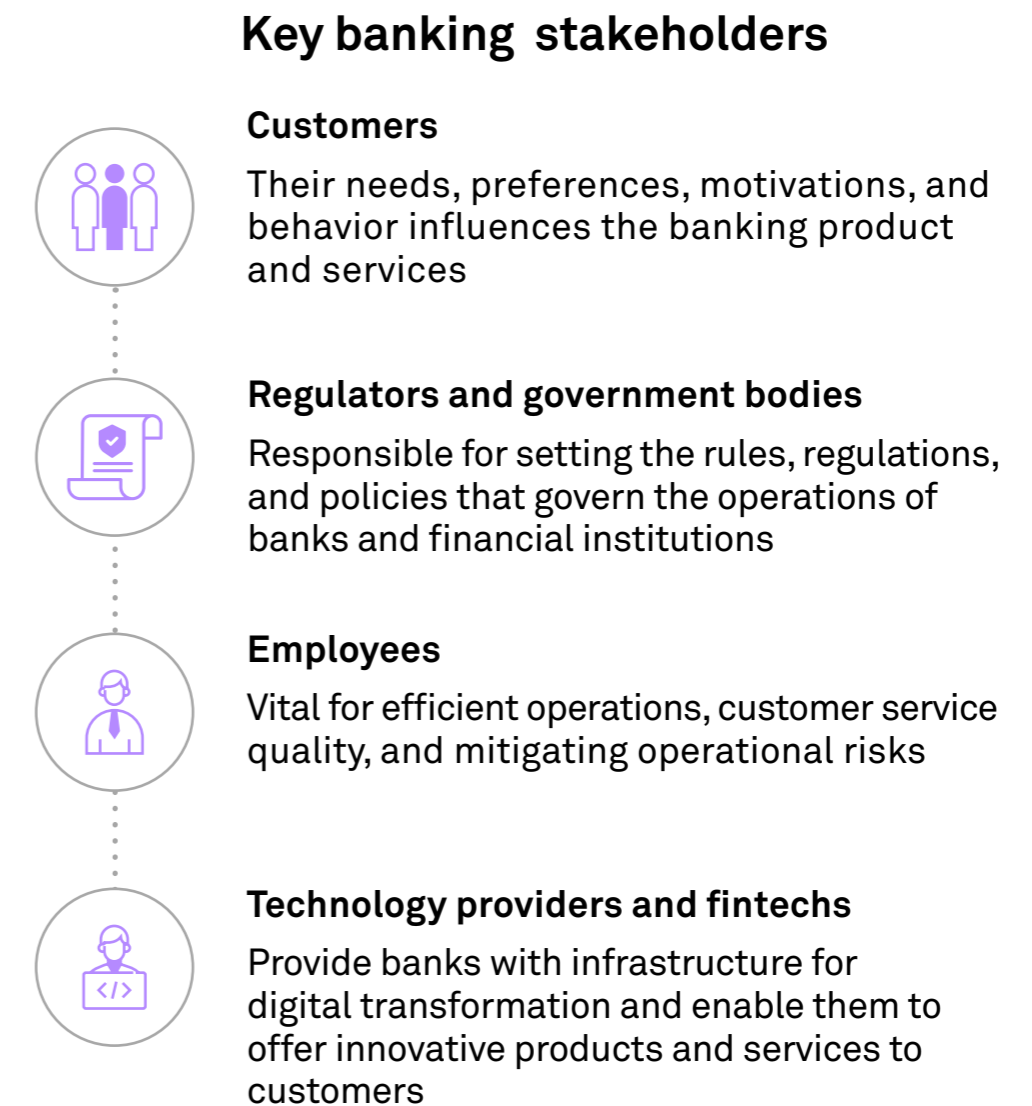 Key banking stakeholders
Customers
Their needs, preferences, motivations, and
behavior influences the banking product
and services
Regulators and government bodies
Responsible for setting the rules, regulations,
and policies that govern the operations of
banks and financial institutions
Employees
Vital for efficient operations, customer service
quality, and mitigating operational risks
Technology providers and fintechs
</>
Provide banks with infrastructure for
digital transformation and enable them to
offer innovative products and services to
customers